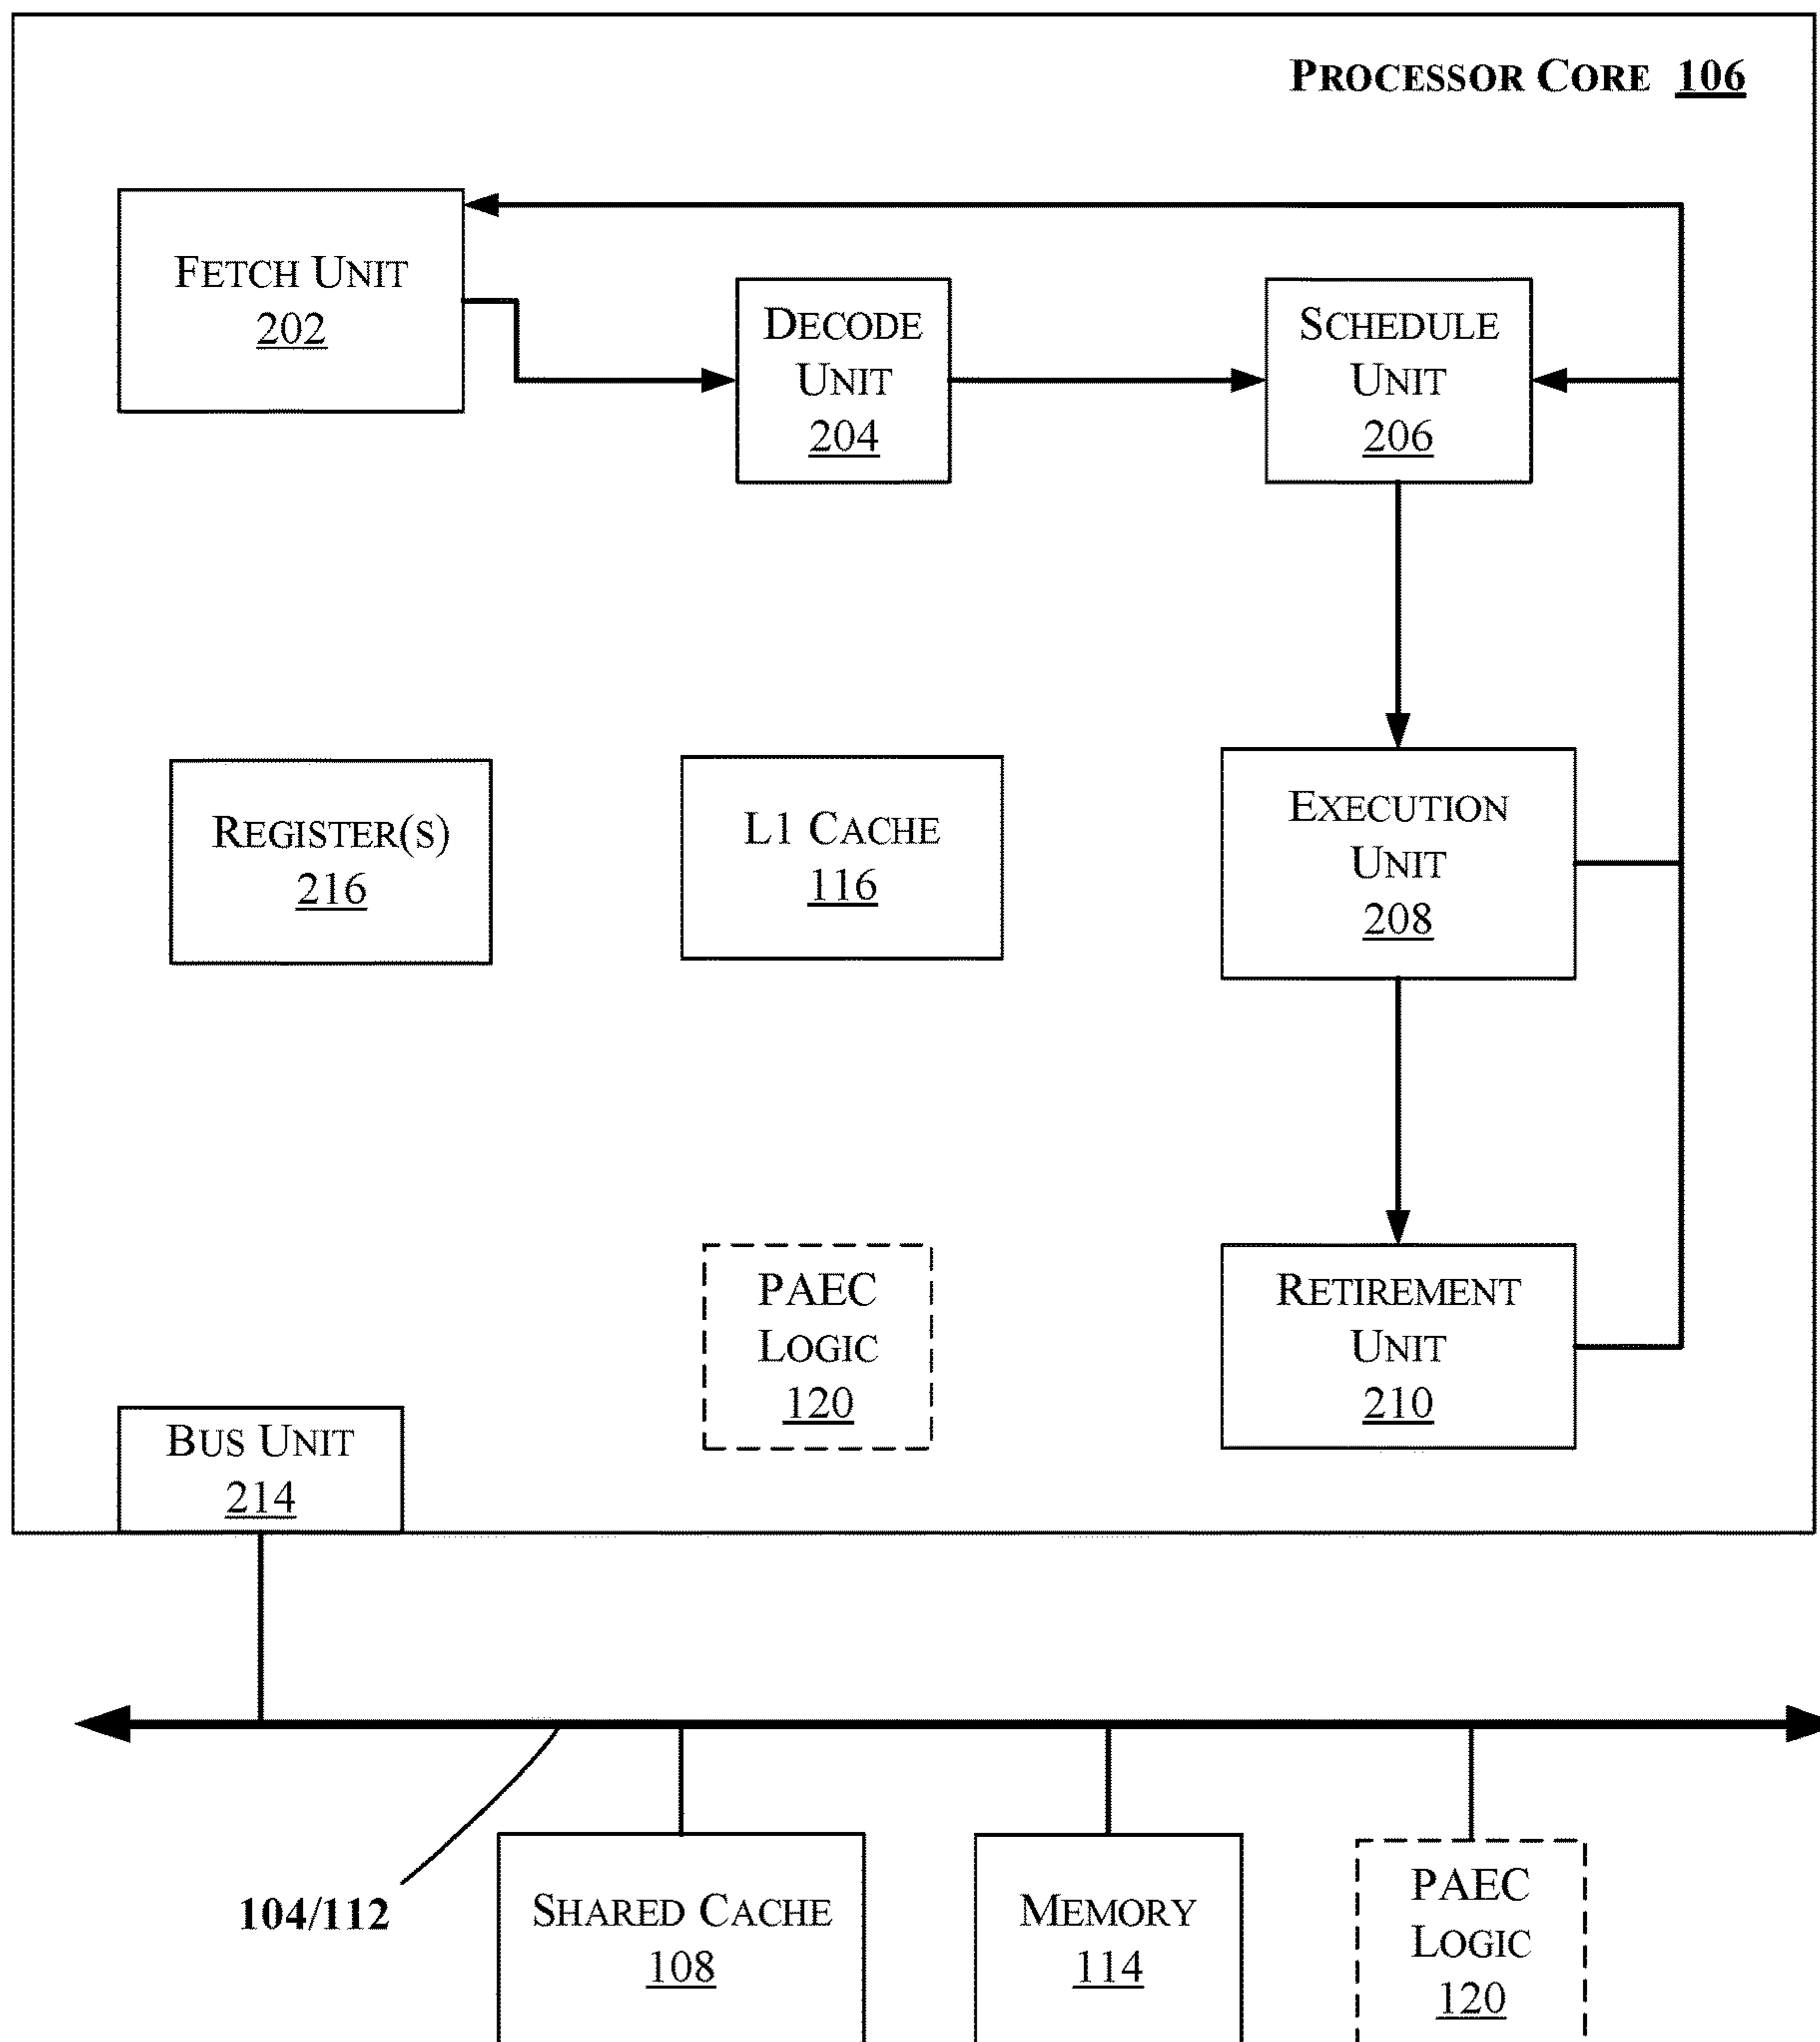 PROCESSOR CORE 106
FETCH UNIT
202
DECODE
UNIT
204
SCHEDULE
UNIT
206
REGISTER(S)
216
L1 CACHE
116
EXECUTION
UNIT
208
PAEC
LOGIC
120
RETIREMENT
UNIT
210
BUS UNIT
214
104/112
SHARED CACHE
108
MEMORY
114
PAEC
LOGIC
120